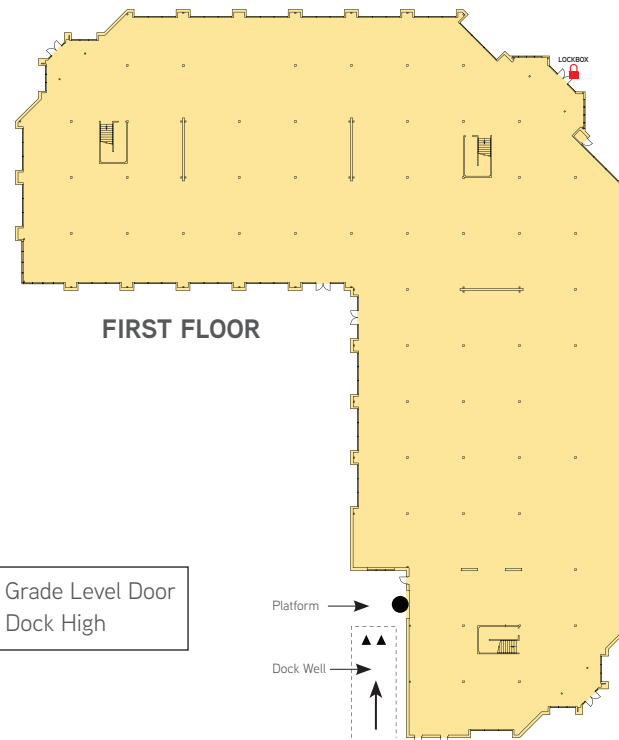 LOCKBOX
FIRST FLOOR
Grade Level Door
Dock High
Platform
Dock Well